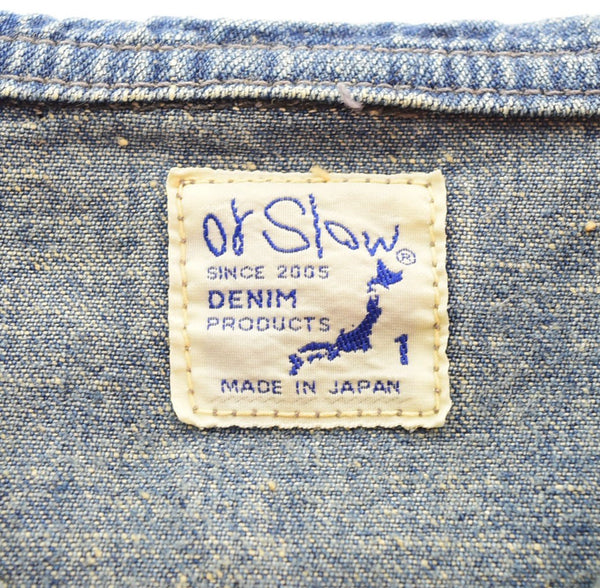 or Slow ®
SINCE 2005
DENIM
PRODUCTS
1
MADE IN JAPAN